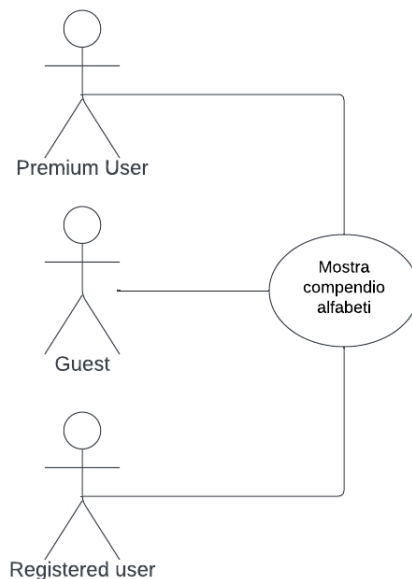 Premium User
Mostra
compendio
alfabeti
Guest
Registered user